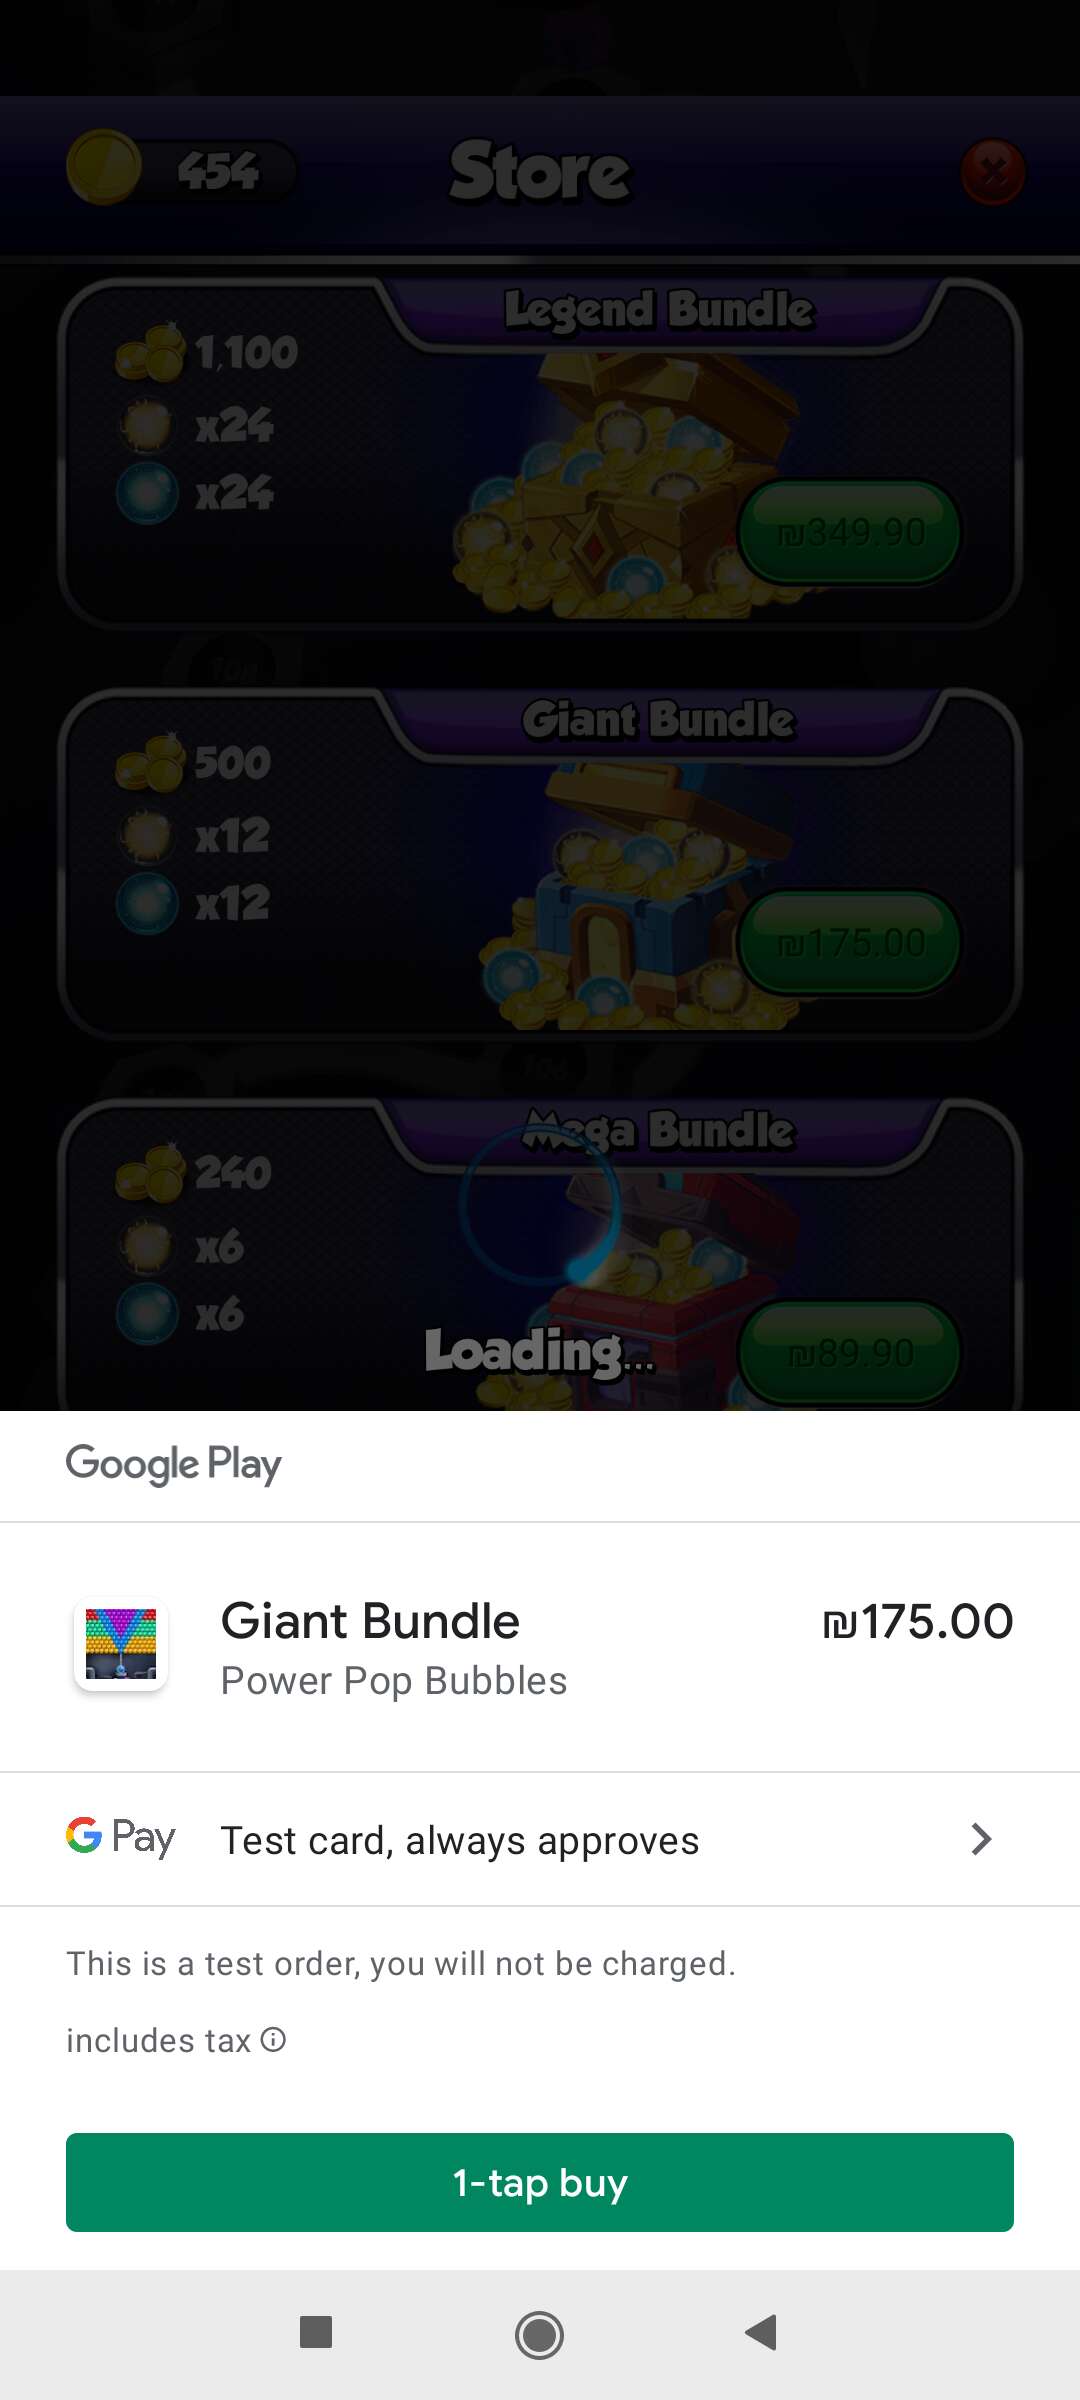 454
Store
Legend Bundle
1,100
x24
x24
₪349.90
Giant Bundle
500
x12
x12
₪175.00
Mega Bundle
240
x6
x6
₪89.90
Loading...
Google Play
Giant Bundle
₪175.00
Power Pop Bubbles
G Pay
Test card, always approves
This is a test order, you will not be charged.
includes tax
1-tap buy